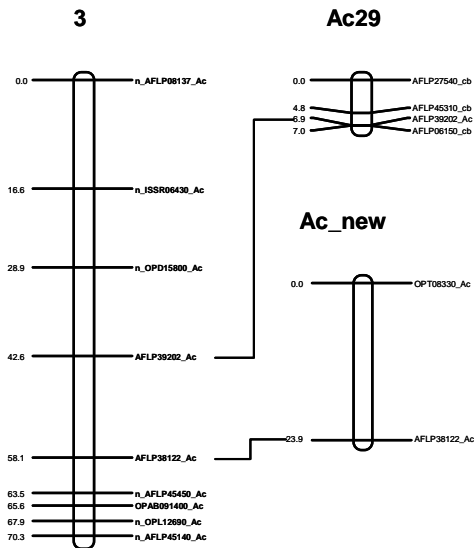 3
0.0 n_AFLP08137_Ac
16.6 n_ISSR06430_Ac
28.9 n_OPD15800_Ac
42.6 AFLP39202_Ac
58.1 AFLP38122_Ac
63.5 n_AFLP45450_Ac
65.6 OPAB091400_Ac
67.9 n_OPL12690_Ac
70.3 n_AFLP45140_Ac
Ac29
0.0 AFLP27540_cb
4.8 AFLP45310_cb
6.9 AFLP39202_Ac
7.0 AFLP06150_cb
Ac_new
0.0 OPT08330_Ac
23.9 AFLP38122_Ac